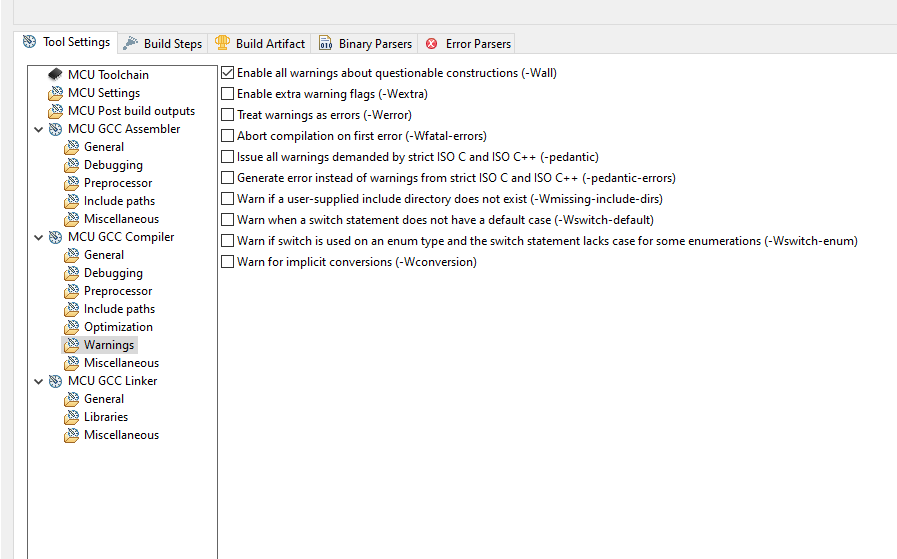 Tool Settings
Build Steps
Build Artifact
Binary Parsers
Error Parsers
MCU Toolchain
MCU Settings
MCU Post build outputs
MCU GCC Assembler
General
Debugging
Preprocessor
Include paths
Miscellaneous
MCU GCC Compiler
General
Debugging
Preprocessor
Include paths
Optimization
Warnings
Miscellaneous
MCU GCC Linker
General
Libraries
Miscellaneous
Enable all warnings about questionable constructions (-Wall)
Enable extra warning flags (-Wextra)
Treat warnings as errors (-Werror)
Abort compilation on first error (-Wfatal-errors)
Issue all warnings demanded by strict ISO C and ISO C++ (-pedantic)
Generate error instead of warnings from strict ISO C and ISO C++ (-pedantic-errors)
Warn if a user-supplied include directory does not exist (-Wmissing-include-dirs)
Warn when a switch statement does not have a default case (-Wswitch-default)
Warn if switch is used on an enum type and the switch statement lacks case for some enumerations (-Wswitch-enum)
Warn for implicit conversions (-Wconversion)